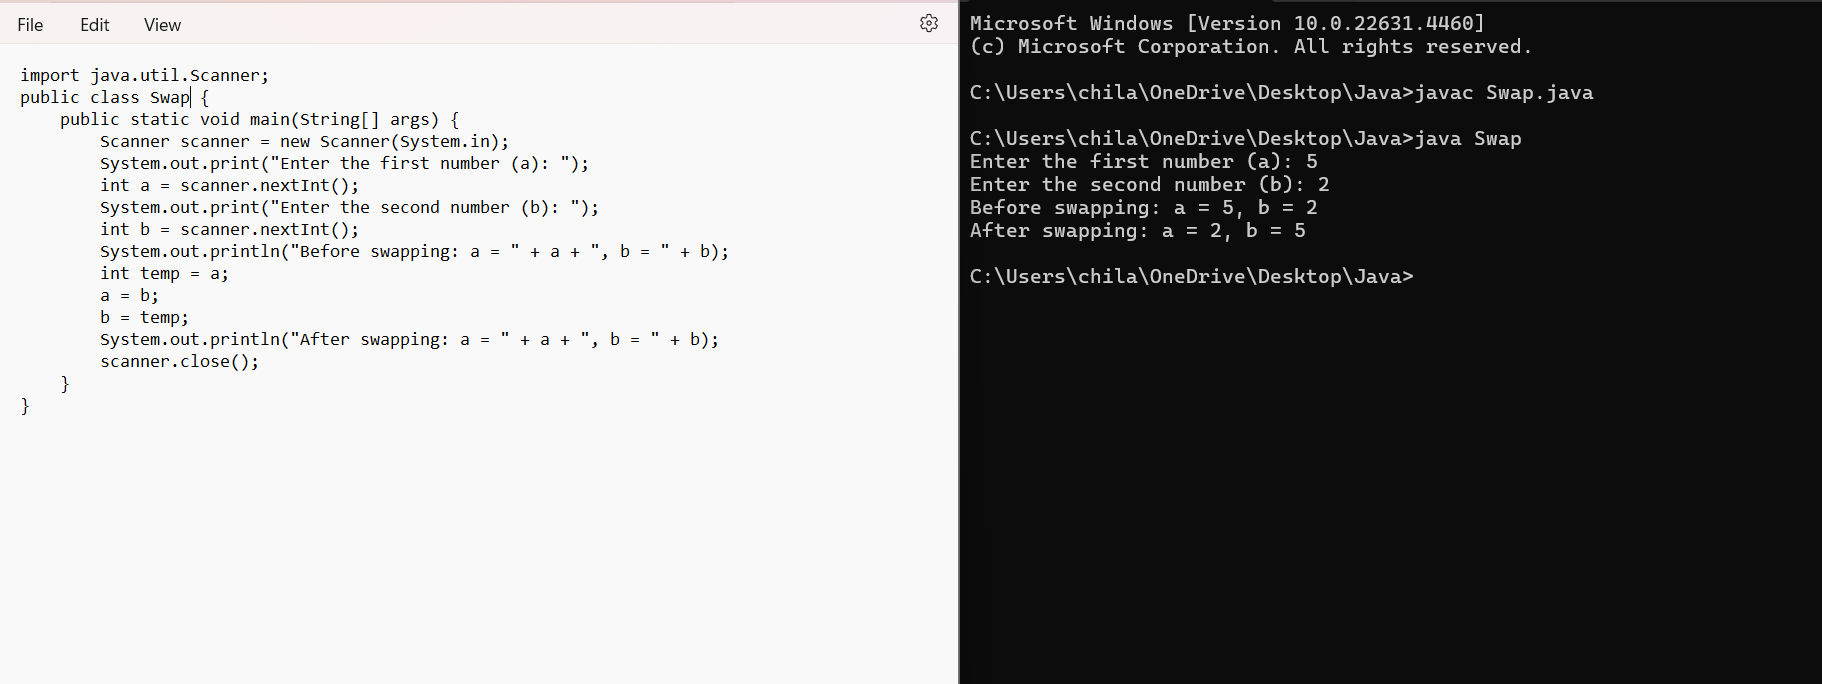 File Edit View
import java.util.Scanner;
public class Swap {
    public static void main(String[] args) {
        Scanner scanner = new Scanner(System.in);
        System.out.print("Enter the first number (a): ");
        int a = scanner.nextInt();
        System.out.print("Enter the second number (b): ");
        int b = scanner.nextInt();
        System.out.println("Before swapping: a = " + a + ", b = " + b);
        int temp = a;
        a = b;
        b = temp;
        System.out.println("After swapping: a = " + a + ", b = " + b);
        scanner.close();
    }
}
Microsoft Windows [Version 10.0.22631.4460]
(c) Microsoft Corporation. All rights reserved.
C:\Users\chila\OneDrive\Desktop\Java>javac Swap.java
C:\Users\chila\OneDrive\Desktop\Java>java Swap
Enter the first number (a): 5
Enter the second number (b): 2
Before swapping: a = 5, b = 2
After swapping: a = 2, b = 5
C:\Users\chila\OneDrive\Desktop\Java>